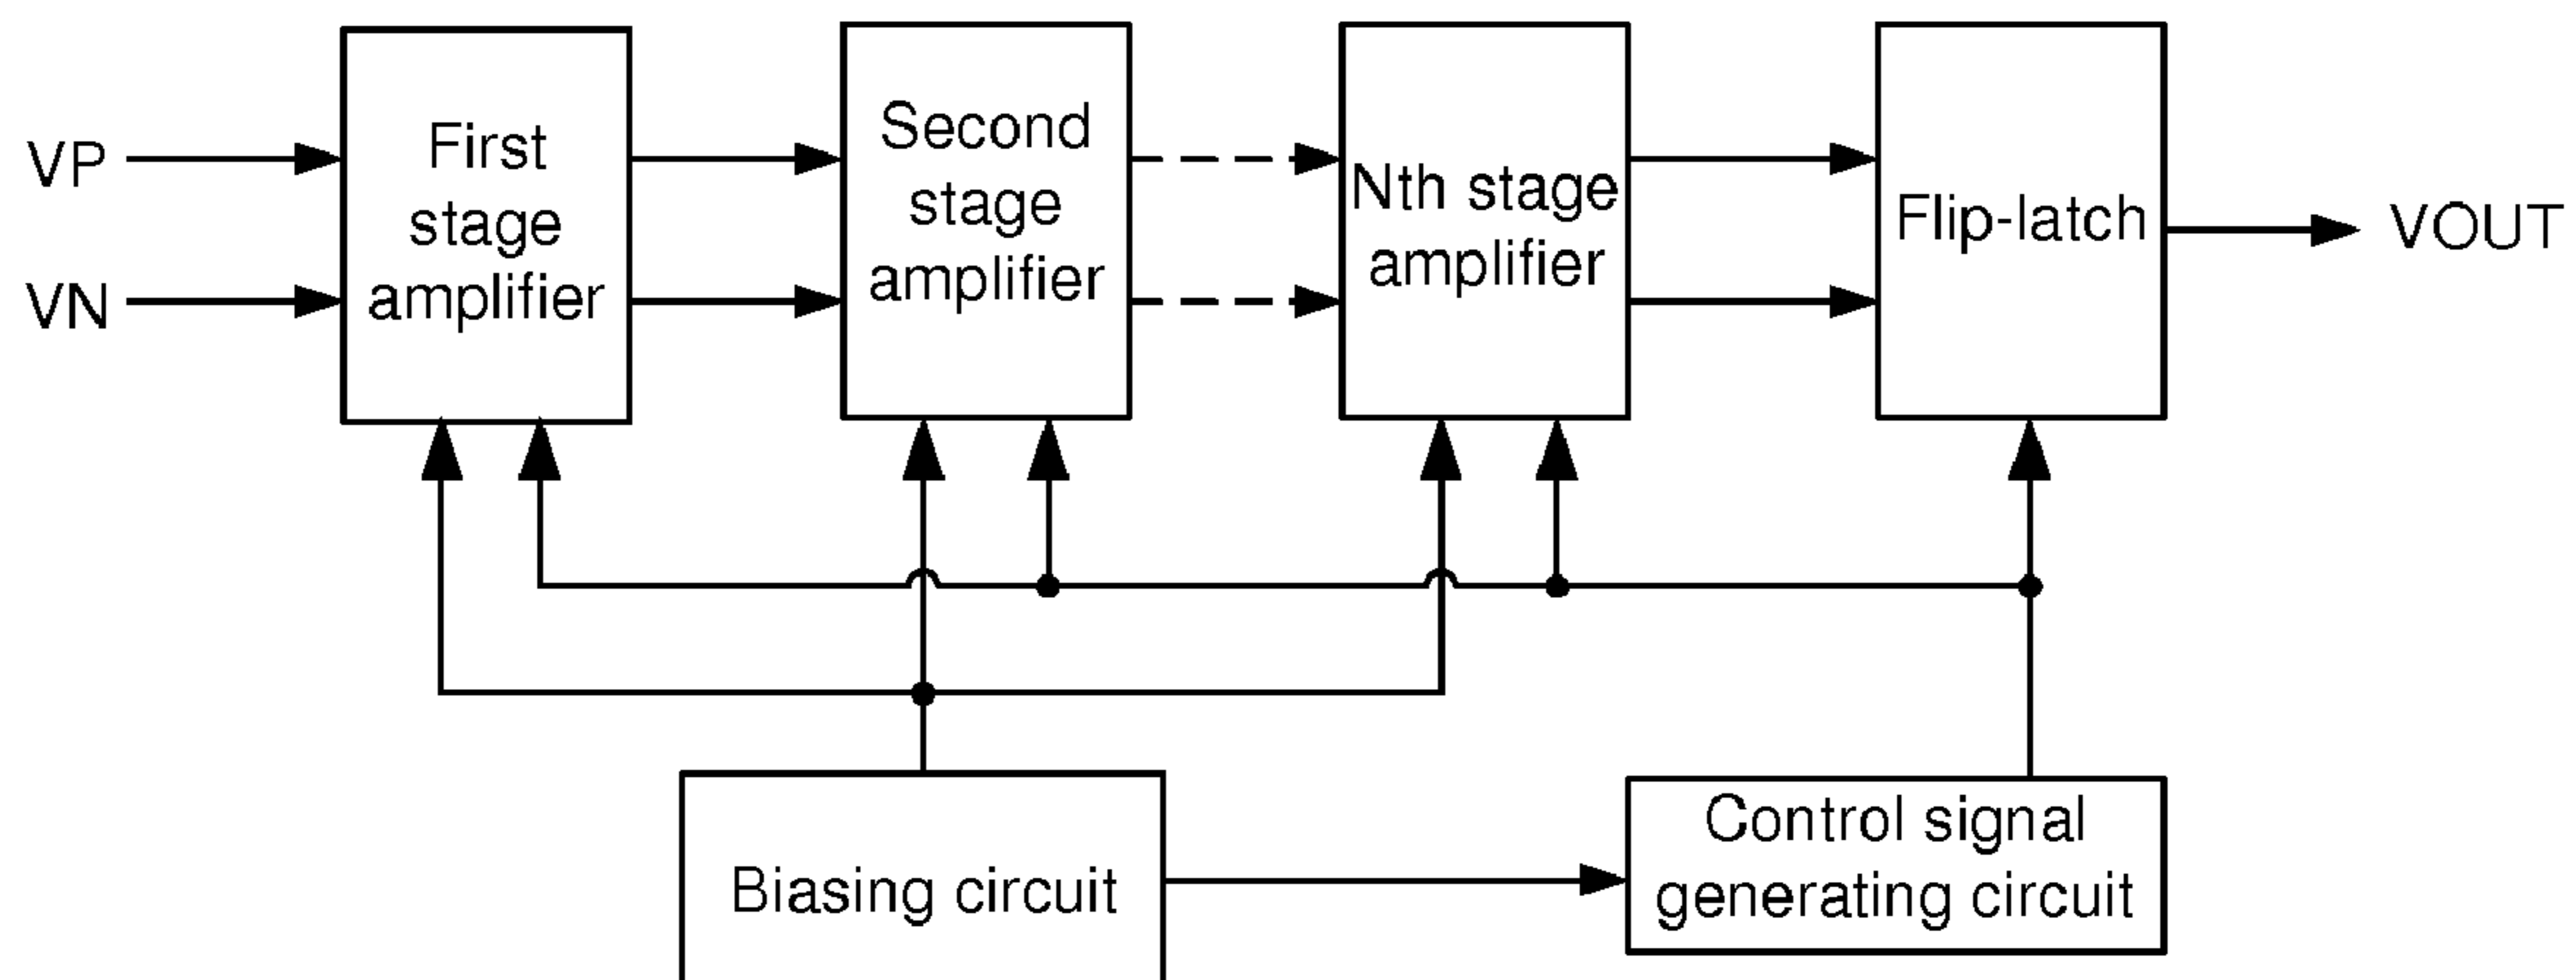 VP
VN
First
stage
amplifier
Second
stage
amplifier
Nth stage
amplifier
Flip-latch
VOUT
Biasing circuit
Control signal
generating circuit